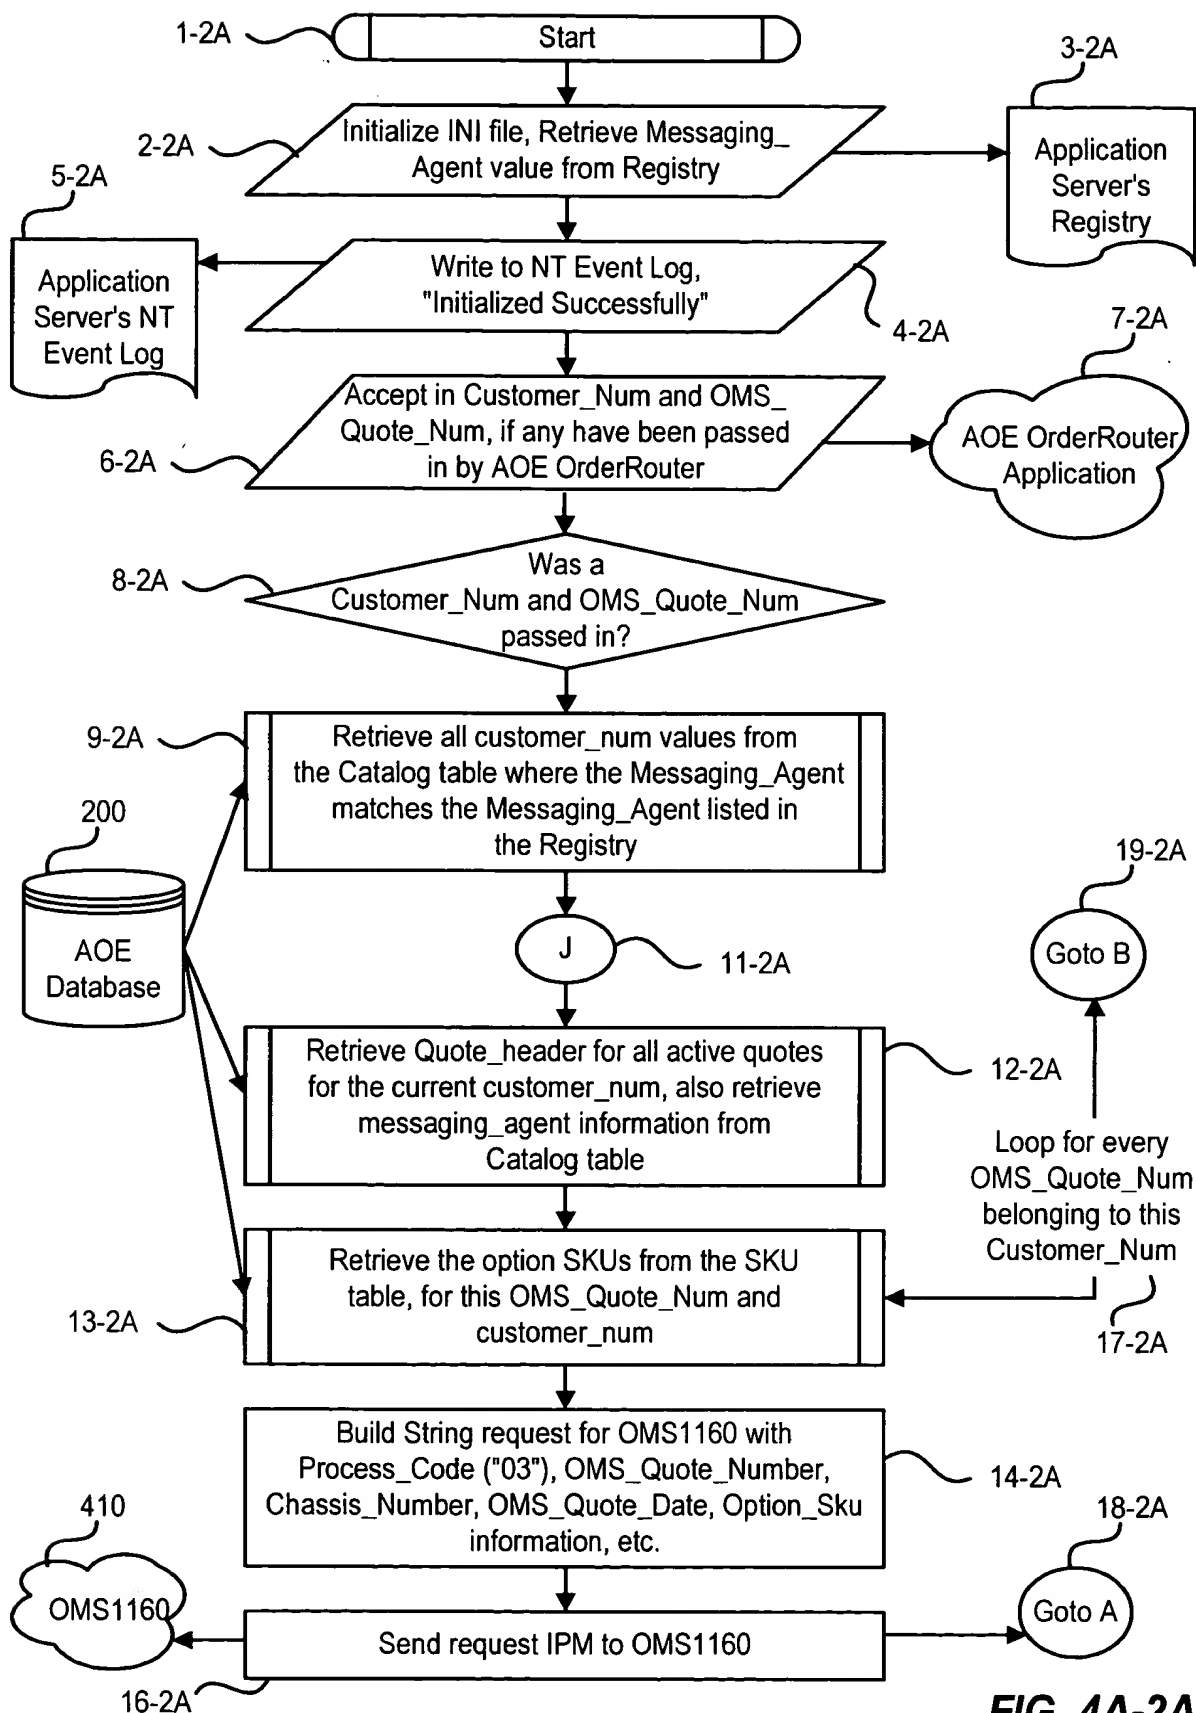 1-2A
Start
3-2A
2-2A
Initialize INI file, Retrieve Messaging_
Agent value from Registry
Application
Server's
Registry
5-2A
Application
Server's NT
Event Log
Write to NT Event Log,
"Initialized Successfully"
4-2A
7-2A
6-2A
Accept in Customer_Num and OMS_
Quote_Num, if any have been passed
in by AOE OrderRouter
AOE OrderRouter
Application
8-2A
Was a
Customer_Num and OMS_Quote_Num
passed in?
9-2A
Retrieve all customer_num values from
the Catalog table where the Messaging_Agent
matches the Messaging_Agent listed in
the Registry
200
AOE
Database
19-2A
Goto B
J
11-2A
Retrieve Quote_header for all active quotes
for the current customer_num, also retrieve
messaging_agent information from
Catalog table
12-2A
Loop for every
OMS_Quote_Num
belonging to this
Customer_Num
17-2A
Retrieve the option SKUs from the SKU
table, for this OMS_Quote_Num and
customer_num
13-2A
Build String request for OMS1160 with
Process_Code ("03"), OMS_Quote_Number,
Chassis_Number, OMS_Quote_Date, Option_Sku
information, etc.
14-2A
410
OMS1160
18-2A
Goto A
Send request IPM to OMS1160
16-2A
FIG. 4A-2A